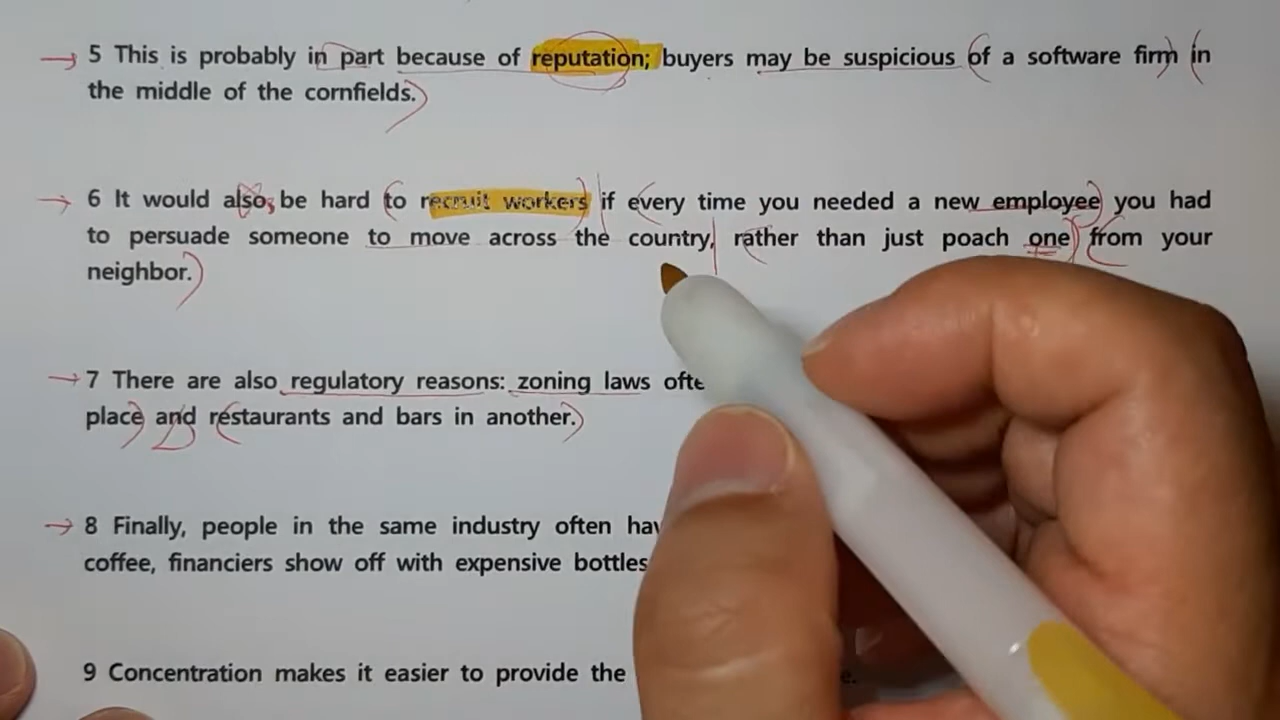 5 This is probably in part because of reputation; buyers may be suspicious of a software firm in
the middle of the cornfields.
6 It would also, be hard to recruit workers if every time you needed a new employee you had
to persuade someone to move across the country, rather than just poach one from your
neighbor.
7 There are also regulatory reasons: zoning laws
place and restaurants and bars in another.
8 Finally, people in the same industry often
coffee, financiers show off with expensive bottles
9 Concentration makes it easier to provide the